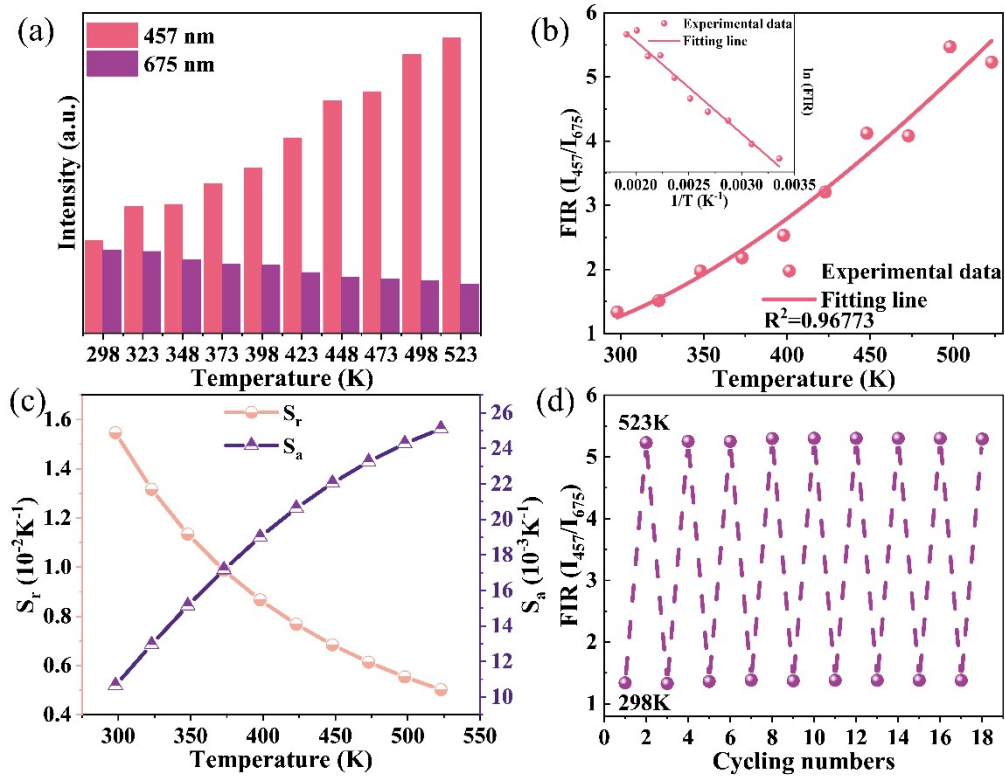 (a)
457 nm
675 nm
Intensity (a.u.)
298 323 348 373 398 423 448 473 498 523
Temperature (K)
(b)
Experimental data
Fitting line
ln (FIR)
0.0020 0.0025 0.0030 0.0035
1/T (K⁻¹)
FIR (I₄₅₇/I₆₇₅)
6
5
4
3
2
1
Experimental data
Fitting line
R²=0.96773
300 350 400 450 500
Temperature (K)
(c)
Sᵣ
Sₐ
Sᵣ (10⁻²K⁻¹)
1.6
1.4
1.2
1.0
0.8
0.6
0.4
Sₐ (10⁻³K⁻¹)
26
24
22
20
18
16
14
12
10
300 350 400 450 500 550
Temperature (K)
(d)
523K
298K
FIR (I₄₅₇/I₆₇₅)
6
5
4
3
2
1
0 2 4 6 8 10 12 14 16 18
Cycling numbers